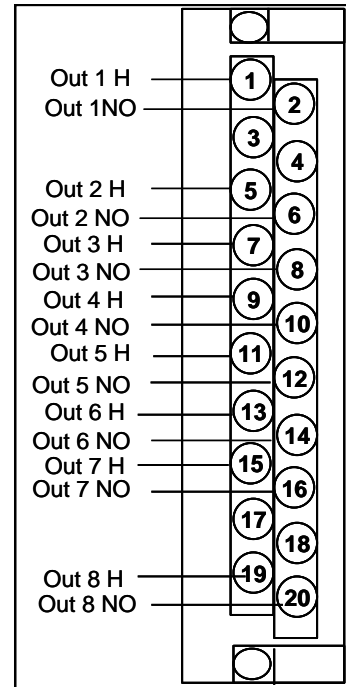 Out 1 H
1
Out 1NO
2
3
4
Out 2 H
5
Out 2 NO
6
Out 3 H
7
Out 3 NO
8
Out 4 H
9
Out 4 NO
10
Out 5 H
11
Out 5 NO
12
Out 6 H
13
Out 6 NO
14
Out 7 H
15
Out 7 NO
16
17
18
Out 8 H
19
Out 8 NO
20